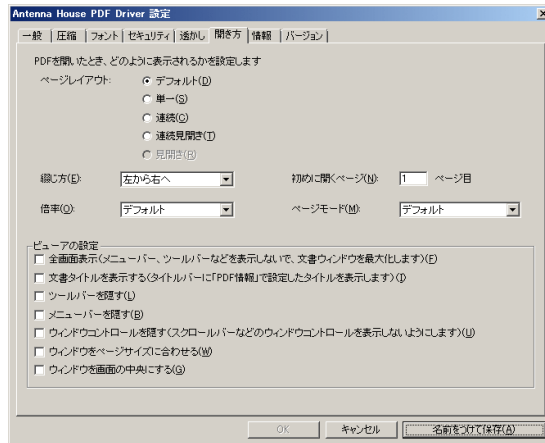 Antenna House PDF Driver 設定
一般 圧縮 フォント セキュリティ 透かし 開き方 情報 バージョン
PDFを開いたとき、どのように表示されるかを設定します
ページレイアウト: デフォルト(D)
単一(S)
連続(C)
連続見開き(T)
見開き(R)
綴じ方(E): 左から右へ 初めに開くページ(N): 1 ページ目
倍率(O): デフォルト ページモード(M): デフォルト
ビューアの設定
全画面表示(メニューバー、ツールバーなどを表示しないで、文書ウィンドウを最大化します)(F)
文書タイトルを表示する(タイトルバーに「PDF情報」で設定したタイトルを表示します)(I)
ツールバーを隠す(L)
メニューバーを隠す(B)
ウィンドウコントロールを隠す(スクロールバーなどのウィンドウコントロールを表示しないようにします)(U)
ウィンドウをページサイズに合わせる(W)
ウィンドウを画面の中央にする(G)
OK キャンセル 名前をつけて保存(A)